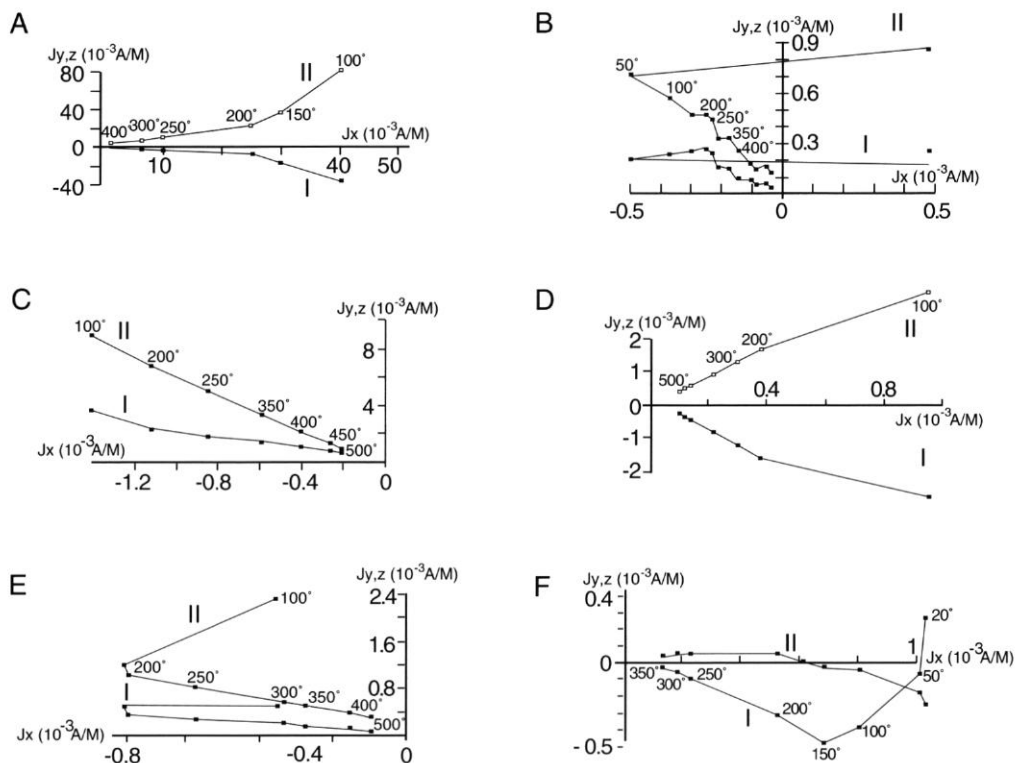 A
Jy,z (10⁻³A/M)
80
40
0
-40
II
100°
150°
200°
250°
300°
400°
Jx (10⁻³A/M)
10
30
40
50
I
B
Jy,z (10⁻³A/M)
II
0.9
0.6
0.3
50°
100°
200°
250°
350°
400°
I
Jx (10⁻³A/M)
-0.5
0
0.5
C
Jy,z (10⁻³A/M)
100°
II
200°
250°
350°
400°
450°
500°
I
8
4
Jx (10⁻³A/M)
-1.2
-0.8
-0.4
0
D
Jy,z (10⁻³A/M)
2
1
0
-1
-2
100°
II
200°
300°
500°
0.4
0.8
Jx (10⁻³A/M)
I
E
Jy,z (10⁻³A/M)
2.4
1.6
0.8
II
100°
200°
250°
300°
350°
400°
500°
I
Jx (10⁻³A/M)
-0.8
-0.4
0
F
Jy,z (10⁻³A/M)
0.4
0
-0.5
20°
II
1
Jx (10⁻³A/M)
50°
350°
300°
250°
200°
I
100°
150°